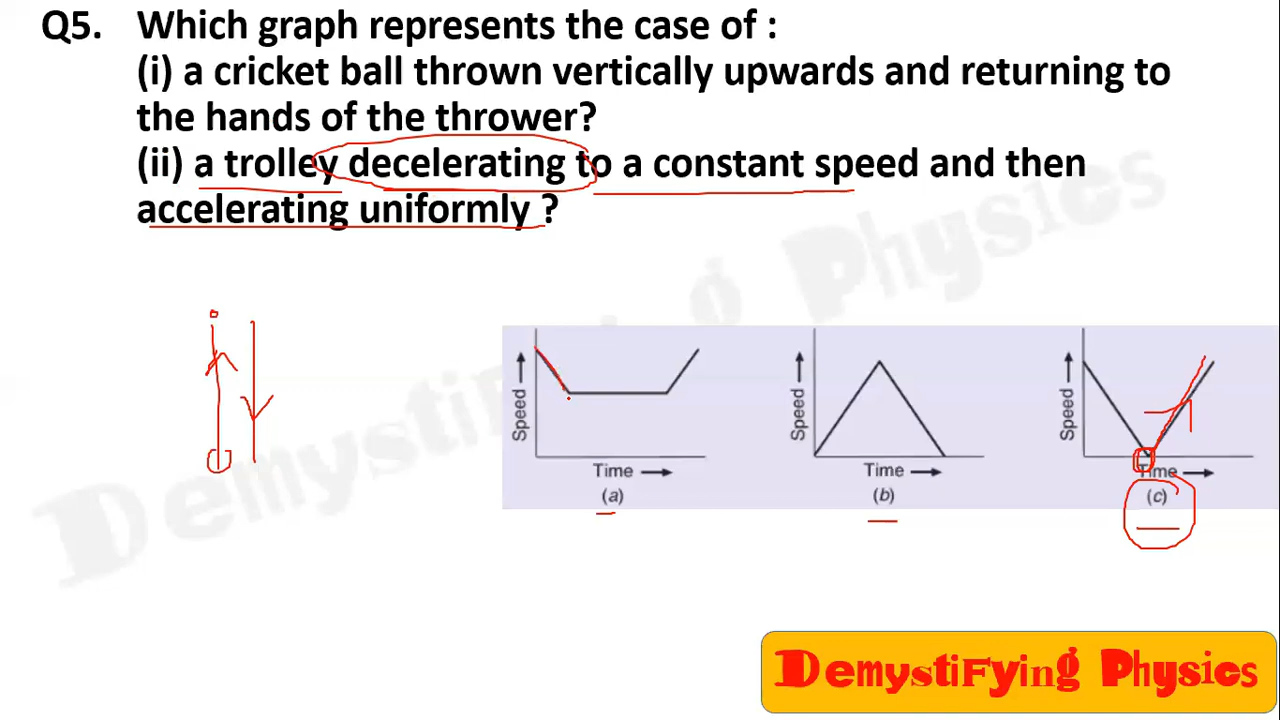 Q5. Which graph represents the case of :
(i) a cricket ball thrown vertically upwards and returning to
the hands of the thrower?
(ii) a trolley decelerating to a constant speed and then
accelerating uniformly ?
Demystifying Physics
Speed
Time
(a)
Speed
Time
(b)
Speed
Time
(c)
DemystiFying Physics